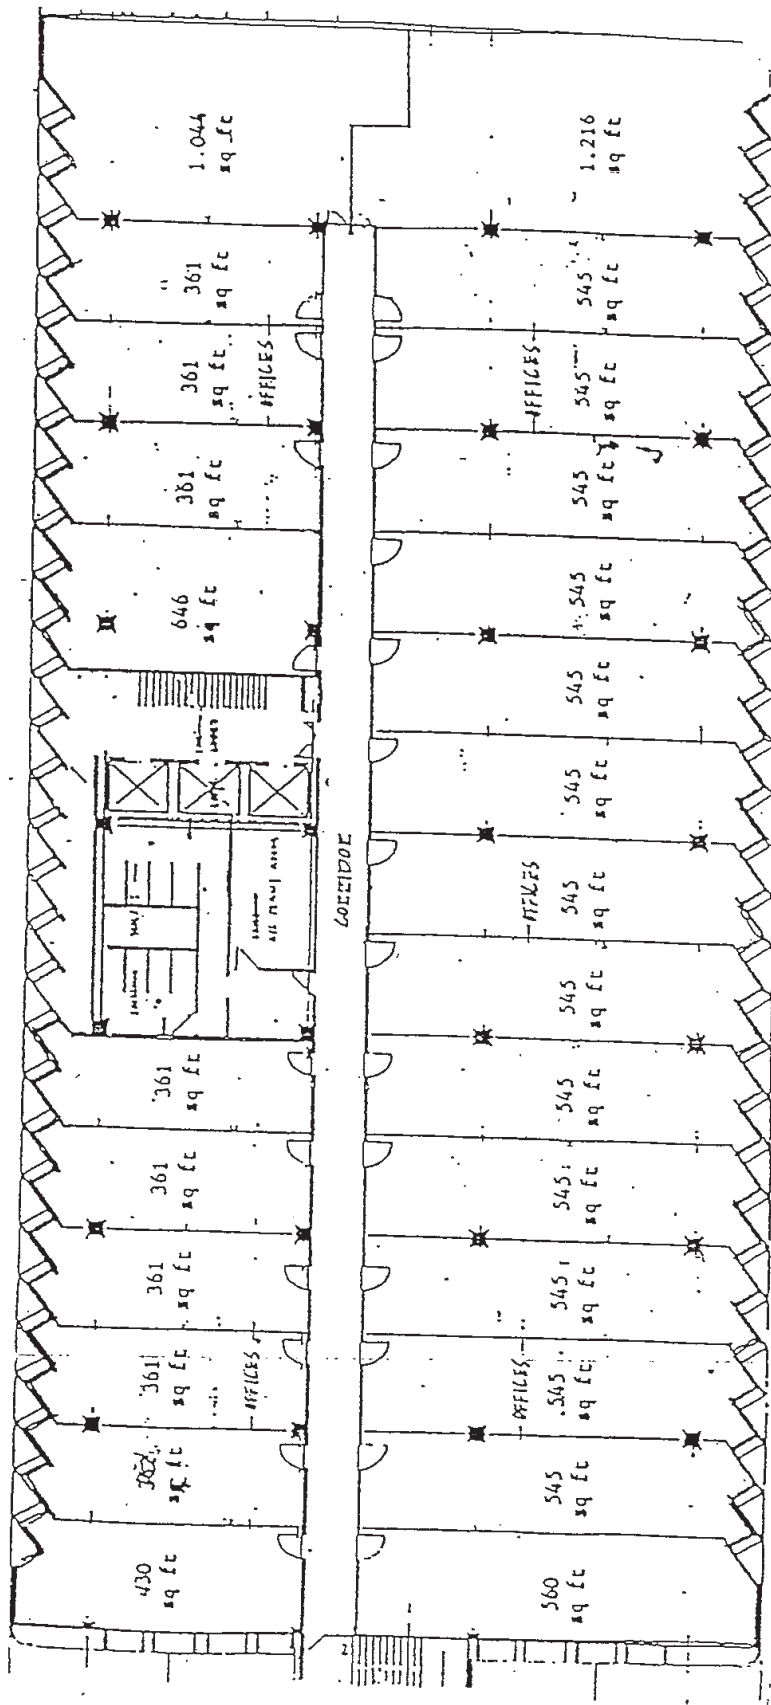 430
sq ft
sq ft
361
sq ft
361
sq ft
361
sq ft
361
sq ft
646
sq ft
361
sq ft
361
sq ft
361
sq ft
1.044
sq ft
OFFICES
OFFICES
CORRIDOR
OFFICES
OFFICES
OFFICES
560
sq ft
545
sq ft
545
sq ft
545
sq ft
545
sq ft
545
sq ft
545
sq ft
545
sq ft
545
sq ft
545
sq ft
545
sq ft
545
sq ft
545
sq ft
545
sq ft
1.216
sq ft